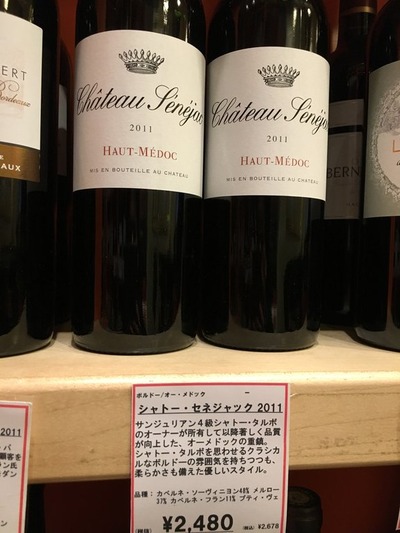 BERT
Bordeaux
AUX
Château Sénéjac
2011
HAUT-MÉDOC
MIS EN BOUTEILLE AU CHATEAU
Château Sénéjac
2011
HAUT-MÉDOC
MIS EN BOUTEILLE AU CHATEAU
BERN
L
2011
ボルドー/オー・メドック ー
シャトー・セネジャック 2011
サンジュリアン4級シャトー・タルボ
のオーナーが所有して以降著しく品質
が向上した、オーメドックの重鎮。
シャトー・タルボを思わせるクラシカ
ルなボルドーの雰囲気を持ちつつも、
柔らかさも備えた優しいスタイル。
品種:カベルネ・ソーヴィニヨン48% メルロー
37% カベルネ・フラン11% プティ・ヴェ
(税抜) ¥2,480 (税込) ¥2,678